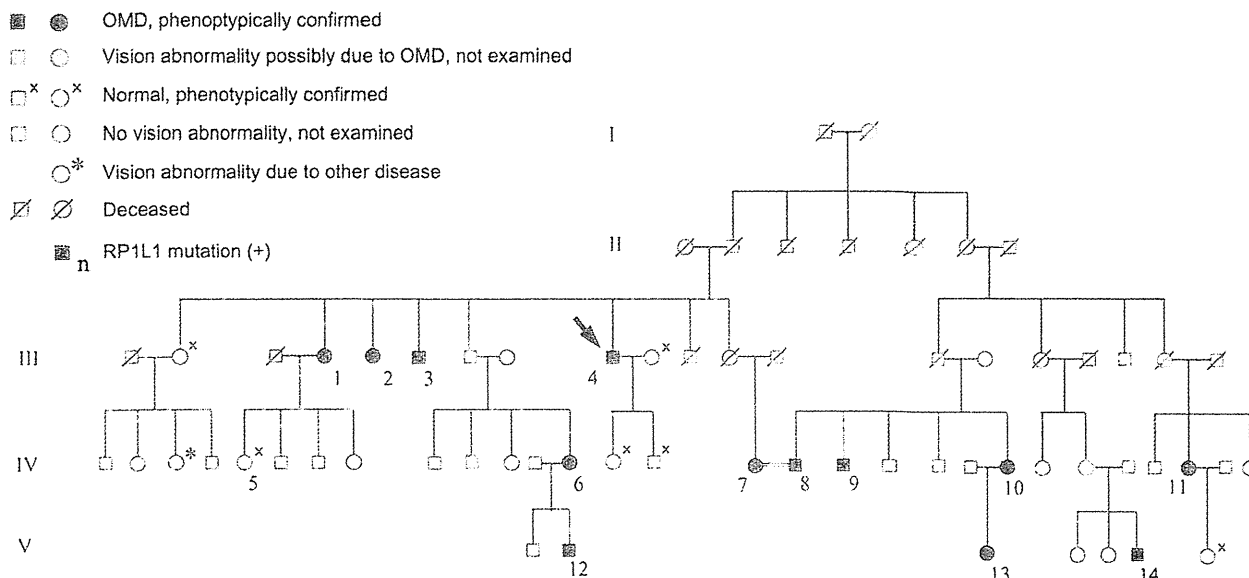 OMD, phenoptypically confirmed
Vision abnormality possibly due to OMD, not examined
x x Normal, phenotypically confirmed
No vision abnormality, not examined
I
* Vision abnormality due to other disease
Deceased
II
n RP1L1 mutation (+)
x x
III
1 2 3 4
* x x x
IV
5 6 7 8 9 10 11
x
V
12 13 14